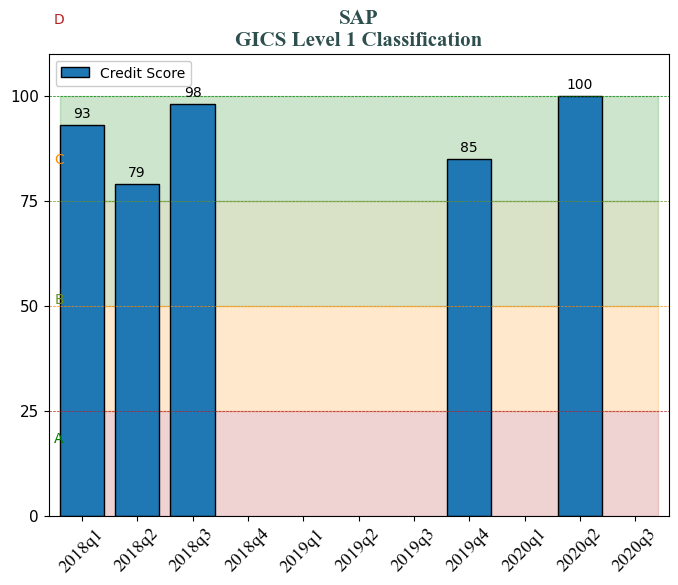 D
SAP
GICS Level 1 Classification
Credit Score
100
75
50
25
0
93
79
98
85
100
C
B
A
2018q1
2018q2
2018q3
2018q4
2019q1
2019q2
2019q3
2019q4
2020q1
2020q2
2020q3